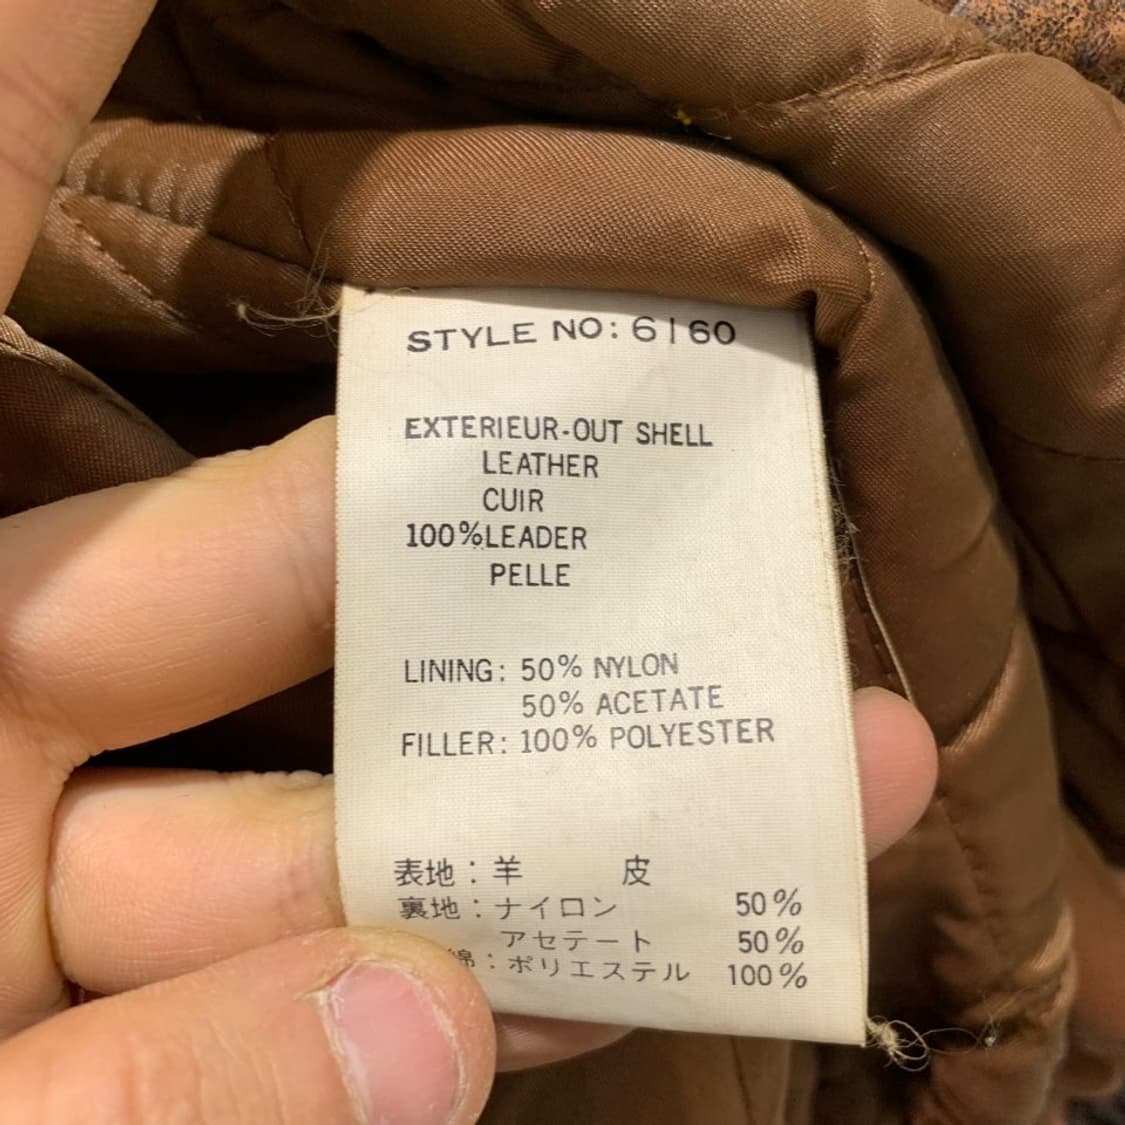 STYLE NO: 6160
EXTERIEUR-OUT SHELL
LEATHER
CUIR
100% LEADER
PELLE
LINING: 50% NYLON
50% ACETATE
FILLER: 100% POLYESTER
表地：羊 皮
裏地：ナイロン 50%
アセテート 50%
綿：ポリエステル 100%